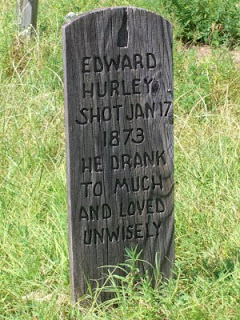 EDWARD
HURLEY
SHOT JAN 17
1873
HE DRANK
TO MUCH
AND LOVED
UNWISELY